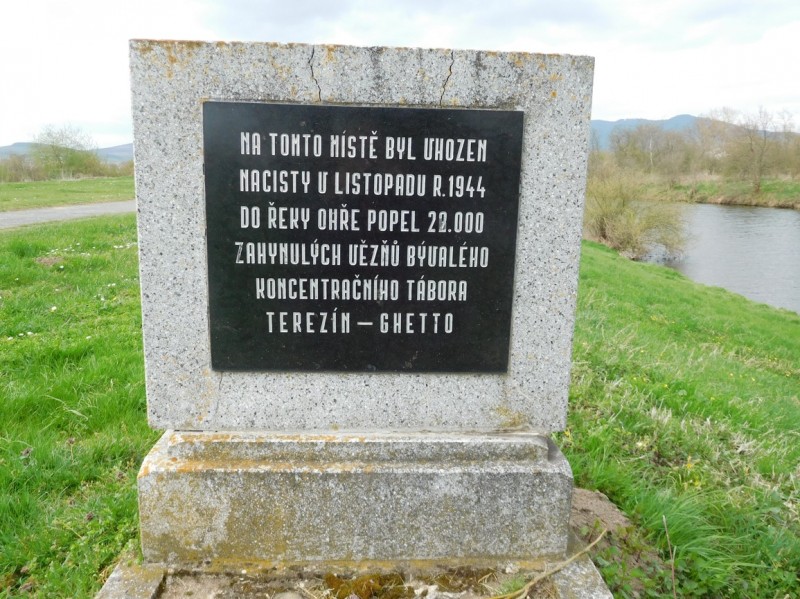 NA TOMTO MÍSTĚ BYL VHOZEN
NACISTY V LISTOPADU R. 1944
DO ŘEKY OHŘE POPEL 22.000
ZAHYNULÝCH VĚZŇŮ BÝVALÉHO
KONCENTRAČNÍHO TÁBORA
TEREZÍN – GHETTO